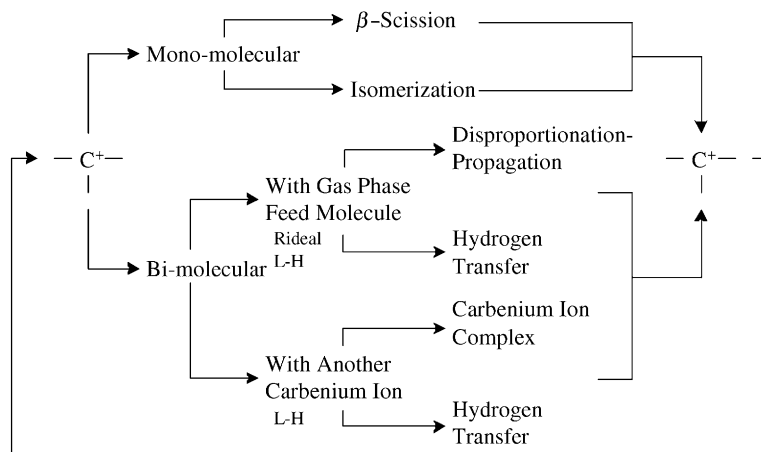 β-Scission
Mono-molecular
Isomerization
Disproportionation-
Propagation
C⁺
C⁺
With Gas Phase
Feed Molecule
Rideal
L-H
Hydrogen
Transfer
Bi-molecular
Carbenium Ion
Complex
With Another
Carbenium Ion
L-H
Hydrogen
Transfer